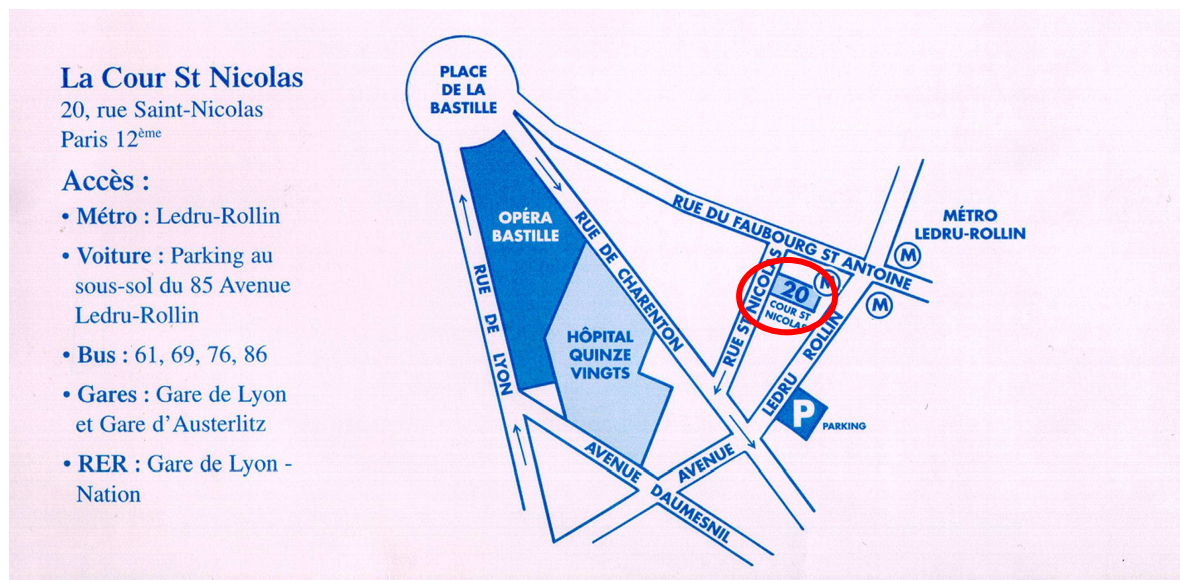 La Cour St Nicolas
20, rue Saint-Nicolas
Paris 12ème
Accès :
• Métro : Ledru-Rollin
• Voiture : Parking au
sous-sol du 85 Avenue
Ledru-Rollin
• Bus : 61, 69, 76, 86
• Gares : Gare de Lyon
et Gare d'Austerlitz
• RER : Gare de Lyon -
Nation
PLACE
DE LA
BASTILLE
OPÉRA
BASTILLE
RUE DE LYON
RUE DE CHARENTON
HÔPITAL
QUINZE
VINGTS
RUE DU FAUBOURG ST ANTOINE
MÉTRO
LEDRU-ROLLIN
M
M
M
RUE ST NICOLAS
20
COUR ST
NICOLAS
LEDRU ROLLIN
P
PARKING
AVENUE
AVENUE DAUMESNIL